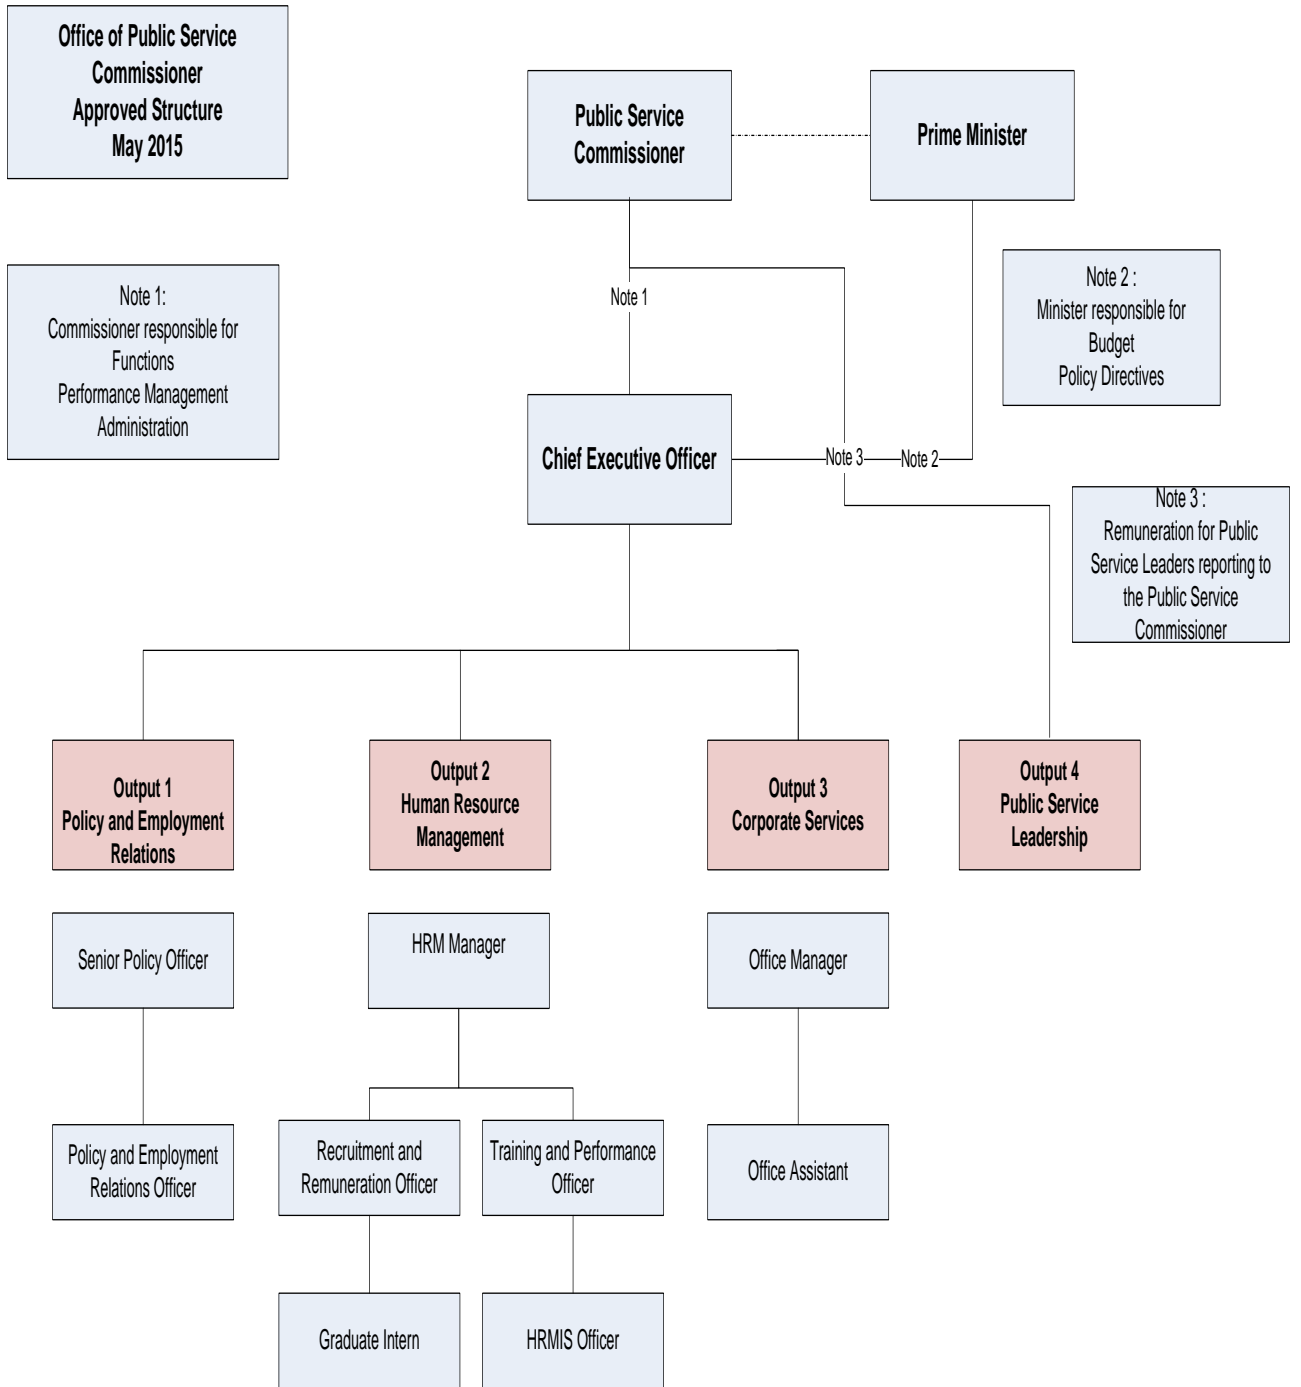 Office of Public Service
Commissioner
Approved Structure
May 2015
Public Service
Commissioner
Prime Minister
Note 1:
Commissioner responsible for
Functions
Performance Management
Administration
Note 1
Note 2 :
Minister responsible for
Budget
Policy Directives
Chief Executive Officer
Note 3
Note 2
Note 3 :
Remuneration for Public
Service Leaders reporting to
the Public Service
Commissioner
Output 1
Policy and Employment
Relations
Output 2
Human Resource
Management
Output 3
Corporate Services
Output 4
Public Service
Leadership
Senior Policy Officer
HRM Manager
Office Manager
Policy and Employment
Relations Officer
Recruitment and
Remuneration Officer
Training and Performance
Officer
Office Assistant
Graduate Intern
HRMIS Officer